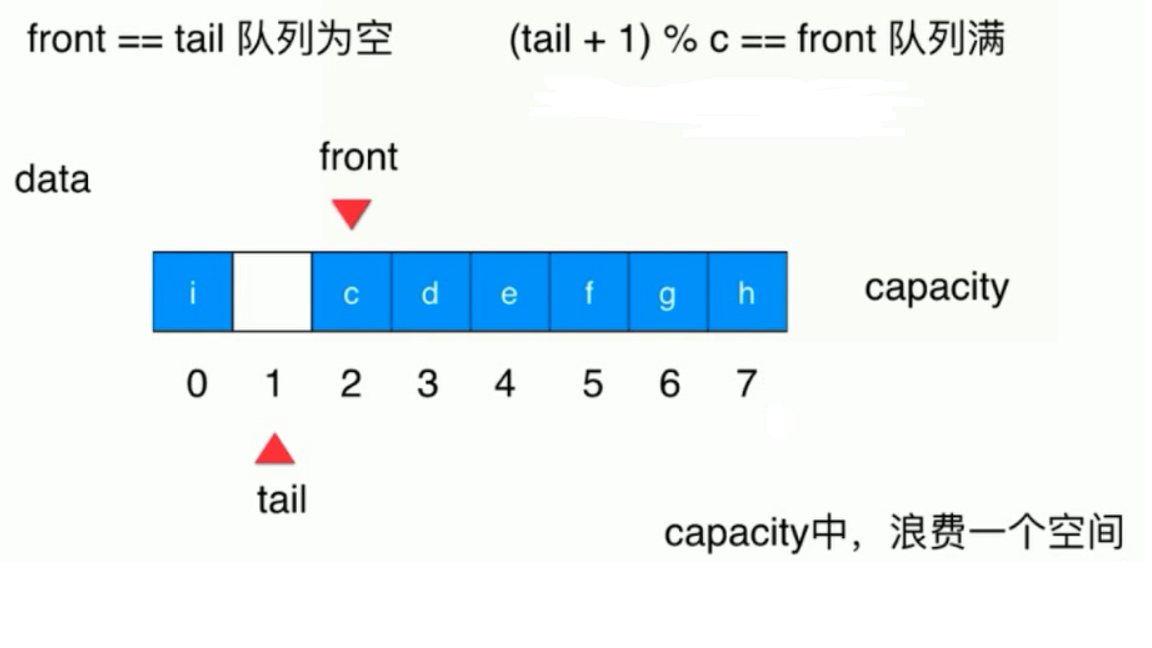 front == tail 队列为空 (tail + 1) % c == front 队列满
front
data
i c d e f g h
capacity
0 1 2 3 4 5 6 7
tail
capacity中，浪费一个空间